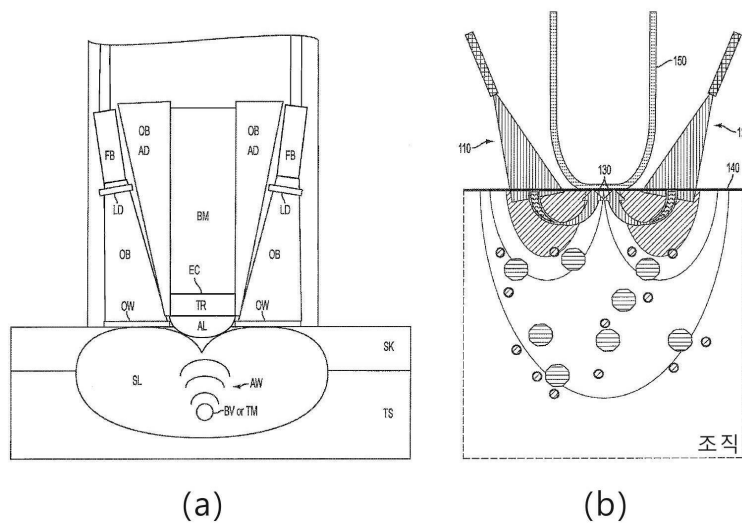 OB
AD
OB
AD
FB
FB
LD
LD
BM
OB
OB
EC
TR
OW
OW
AL
SK
SL
AW
BV or TM
TS
(a)
150
110
130
140
조직
(b)